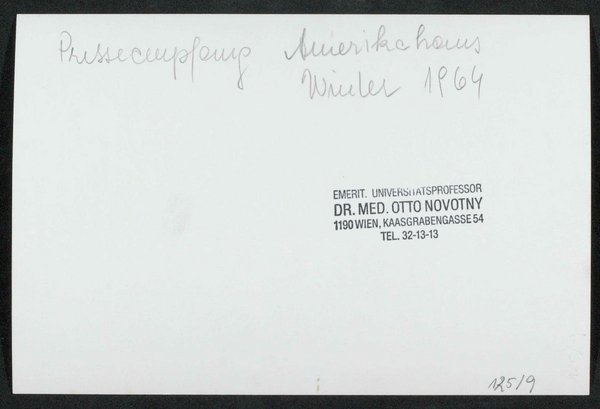 Presseempfang Amerikahaus
Winter 1964
EMERIT. UNIVERSITÄTSPROFESSOR
DR. MED. OTTO NOVOTNY
1190 WIEN, KAASGRABENGASSE 54
TEL. 32-13-13
125/9